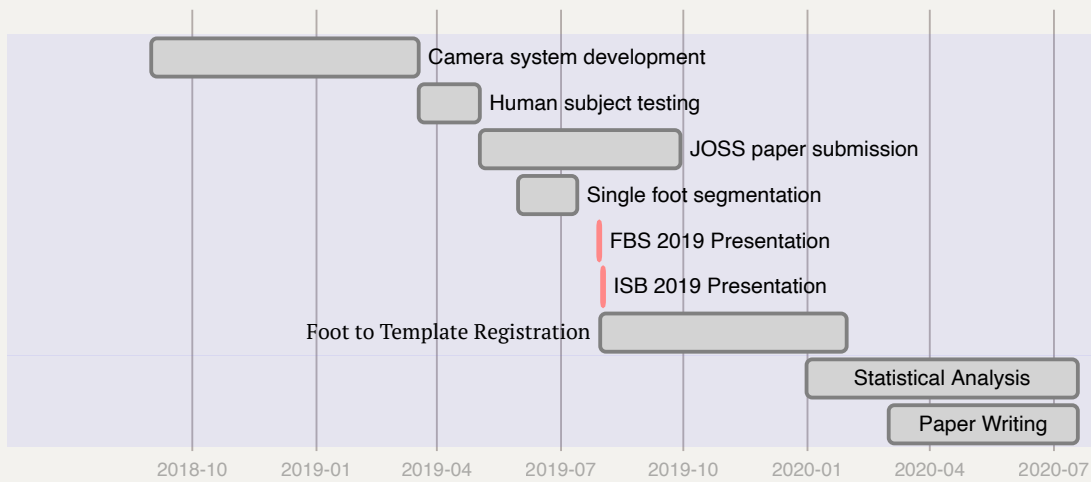 Camera system development
Human subject testing
JOSS paper submission
Single foot segmentation
FBS 2019 Presentation
ISB 2019 Presentation
Foot to Template Registration
Statistical Analysis
Paper Writing
2018-10 2019-01 2019-04 2019-07 2019-10 2020-01 2020-04 2020-07